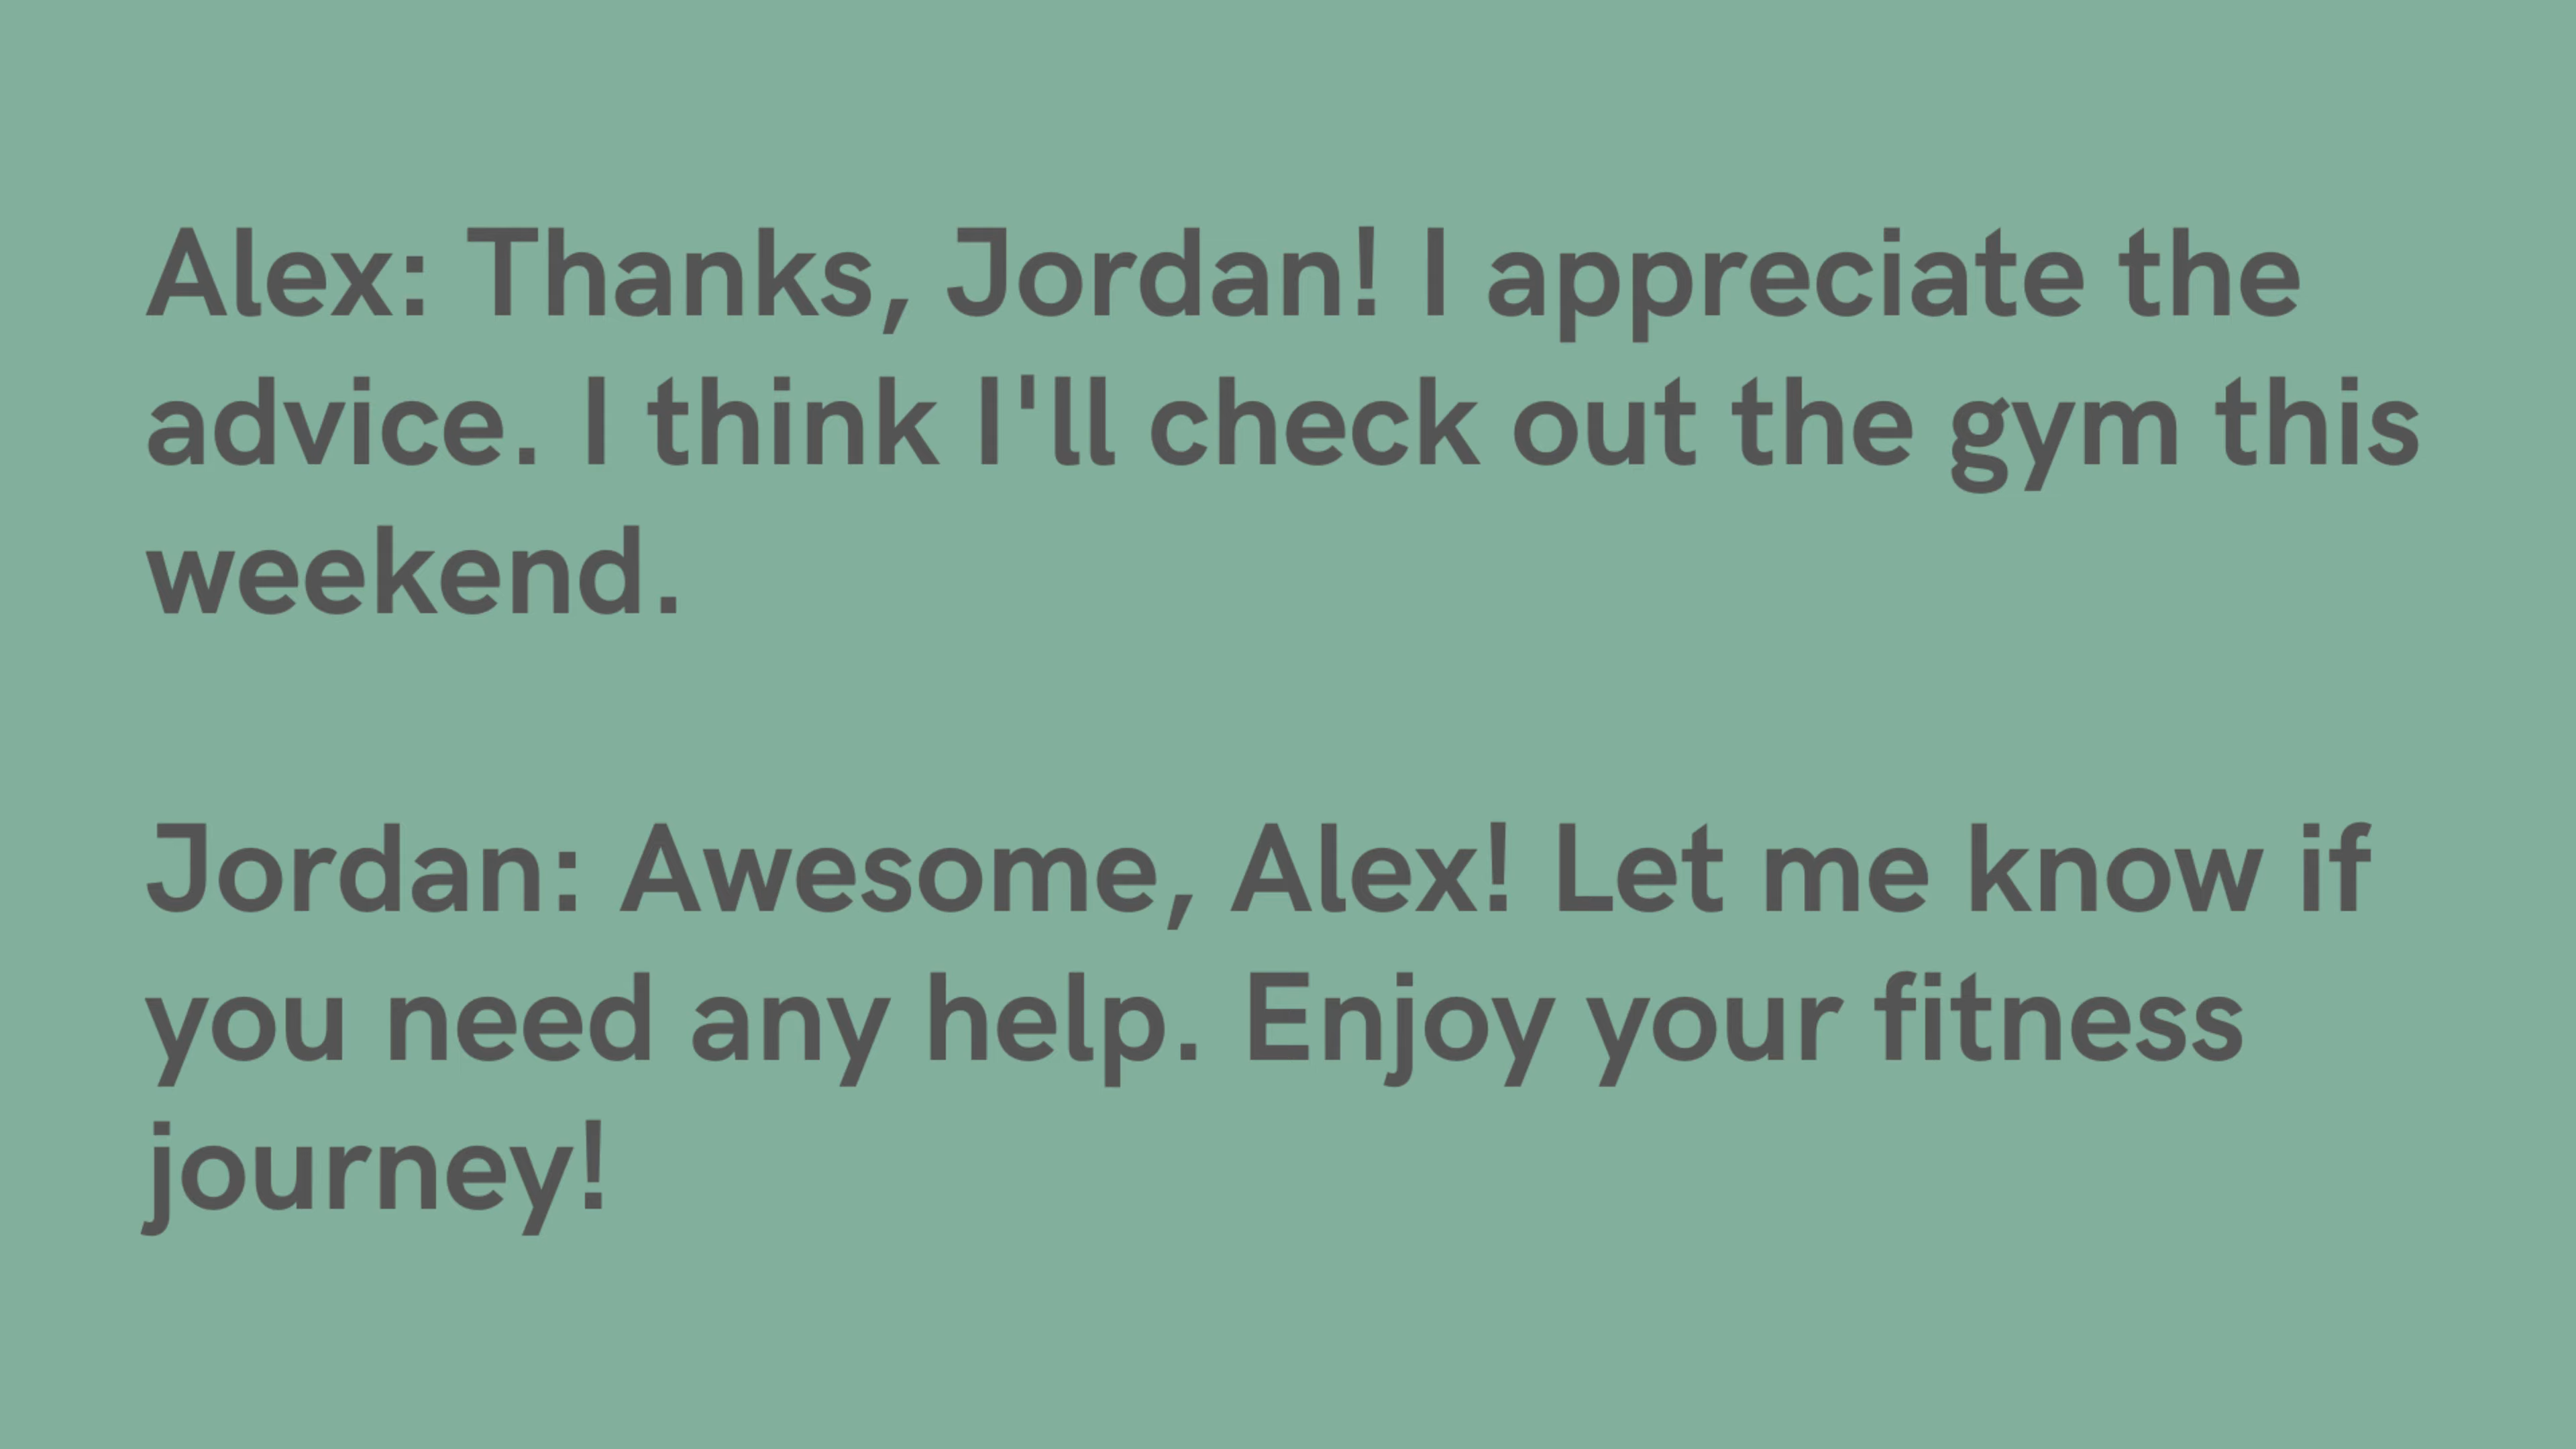 Alex: Thanks, Jordan! I appreciate the
advice. I think I'll check out the gym this
weekend.
Jordan: Awesome, Alex! Let me know if
you need any help. Enjoy your fitness
journey!